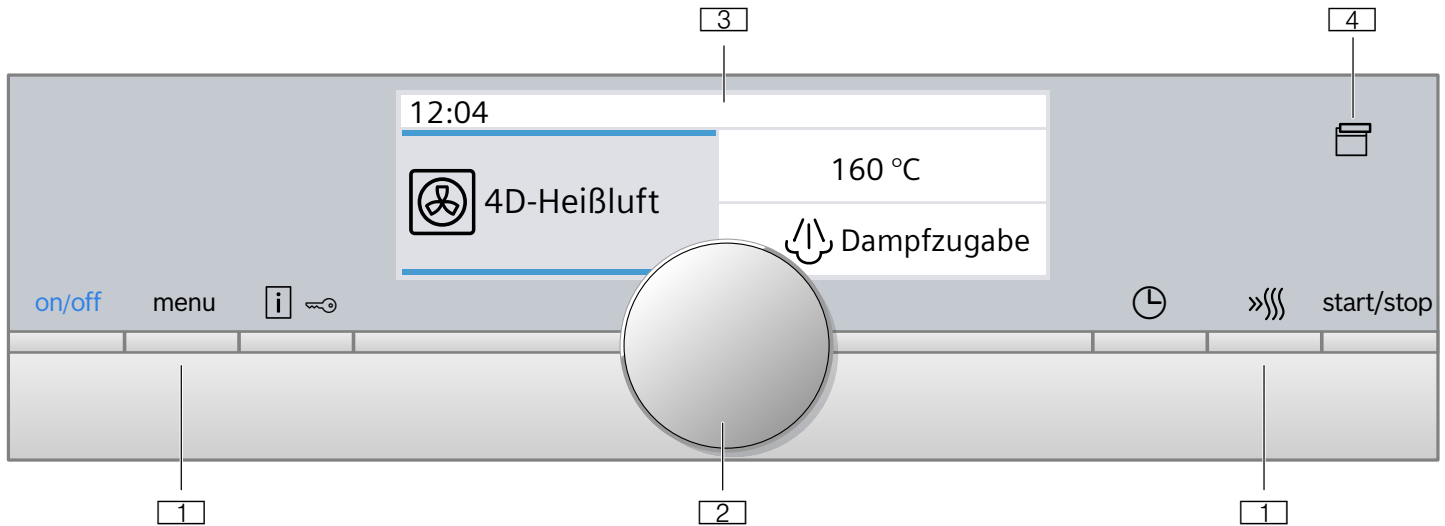 3
4
12:04
4D-Heißluft
160 °C
Dampfzugabe
on/off
menu
i
start/stop
1
2
1